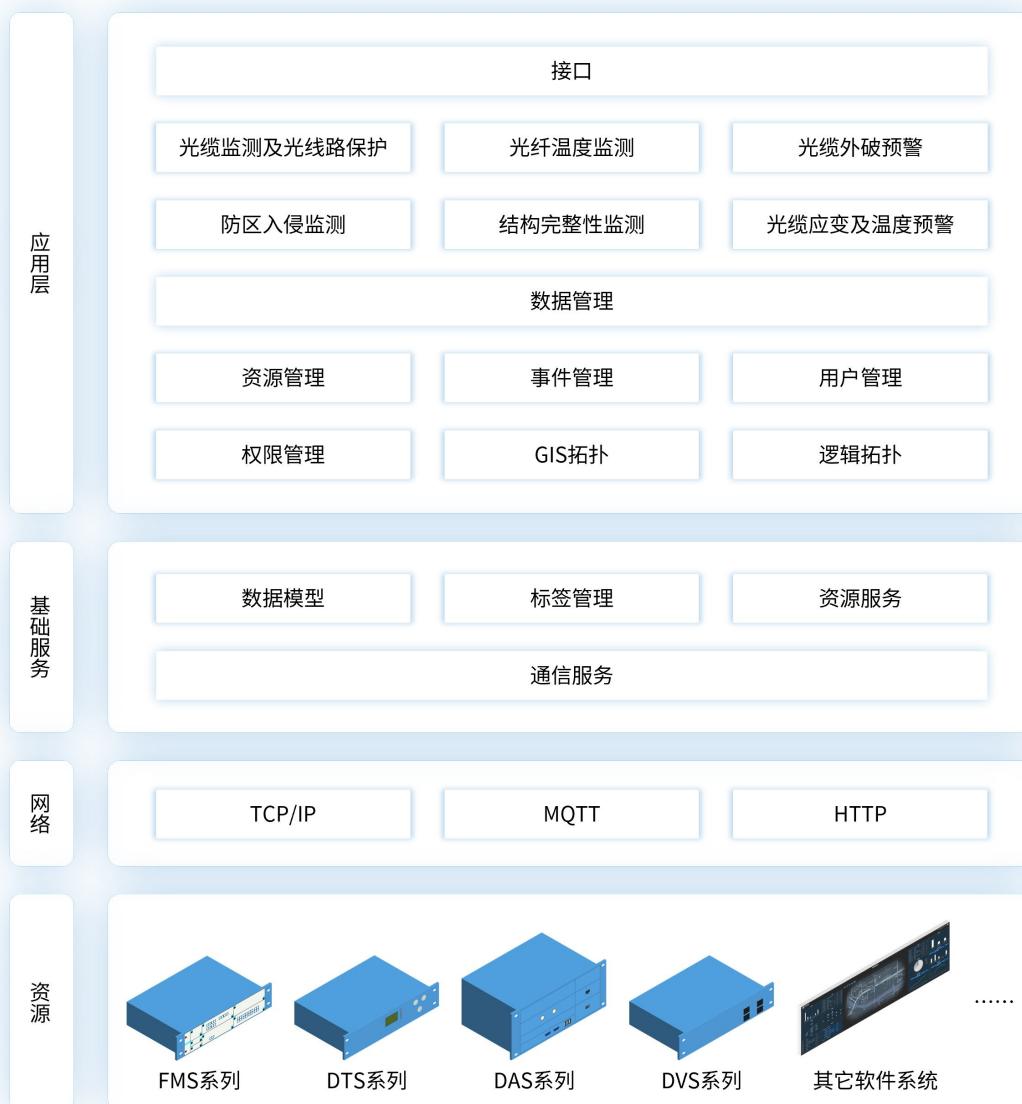 应用层
接口
光缆监测及光线路保护
光纤温度监测
光缆外破预警
防区入侵监测
结构完整性监测
光缆应变及温度预警
数据管理
资源管理
事件管理
用户管理
权限管理
GIS拓扑
逻辑拓扑
基础服务
数据模型
标签管理
资源服务
通信服务
网络
TCP/IP
MQTT
HTTP
资源
FMS系列
DTS系列
DAS系列
DVS系列
其它软件系统
......